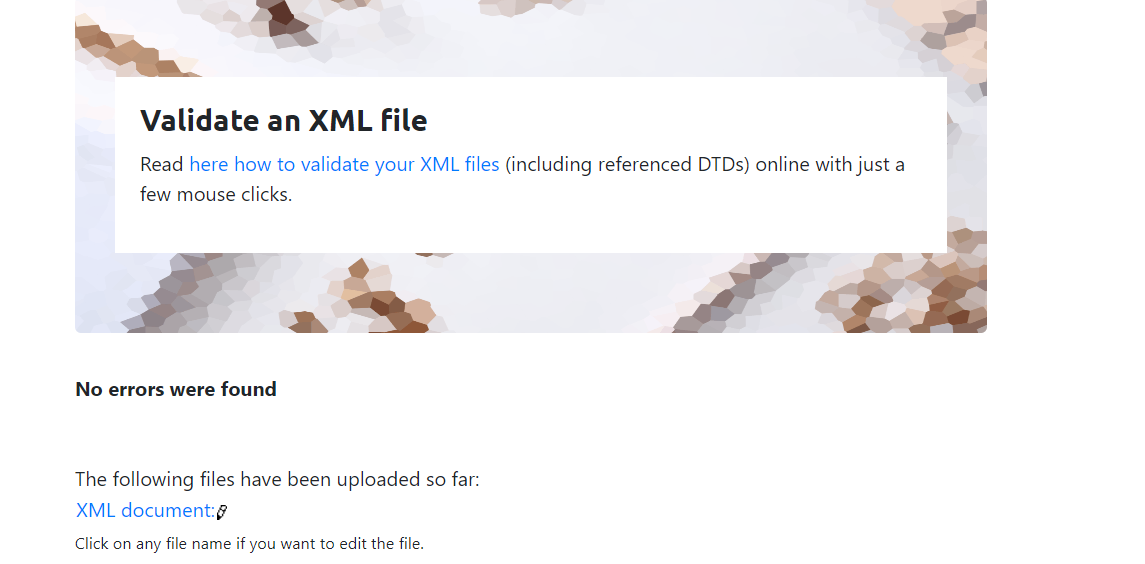 Validate an XML file
Read here how to validate your XML files (including referenced DTDs) online with just a
few mouse clicks.
No errors were found
The following files have been uploaded so far:
XML document:
Click on any file name if you want to edit the file.